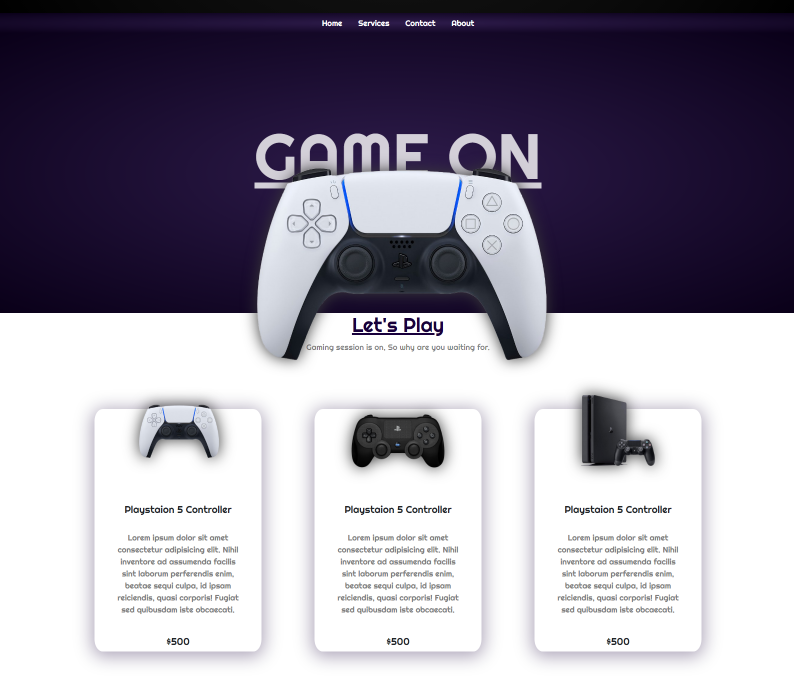 Home Services Contact About
GAME ON
Let's Play
Gaming session is on, So why are you waiting for.
Playstaion 5 Controller
Lorem ipsum dolor sit amet
consectetur adipisicing elit. Nihil
inventore ad assumenda facilis
sint laborum perferendis enim,
beatae sequi culpa, id ipsam
reiciendis, quasi corporis! Fugiat
sed quibusdam iste obcaecati.
$500
Playstaion 5 Controller
Lorem ipsum dolor sit amet
consectetur adipisicing elit. Nihil
inventore ad assumenda facilis
sint laborum perferendis enim,
beatae sequi culpa, id ipsam
reiciendis, quasi corporis! Fugiat
sed quibusdam iste obcaecati.
$500
Playstaion 5 Controller
Lorem ipsum dolor sit amet
consectetur adipisicing elit. Nihil
inventore ad assumenda facilis
sint laborum perferendis enim,
beatae sequi culpa, id ipsam
reiciendis, quasi corporis! Fugiat
sed quibusdam iste obcaecati.
$500